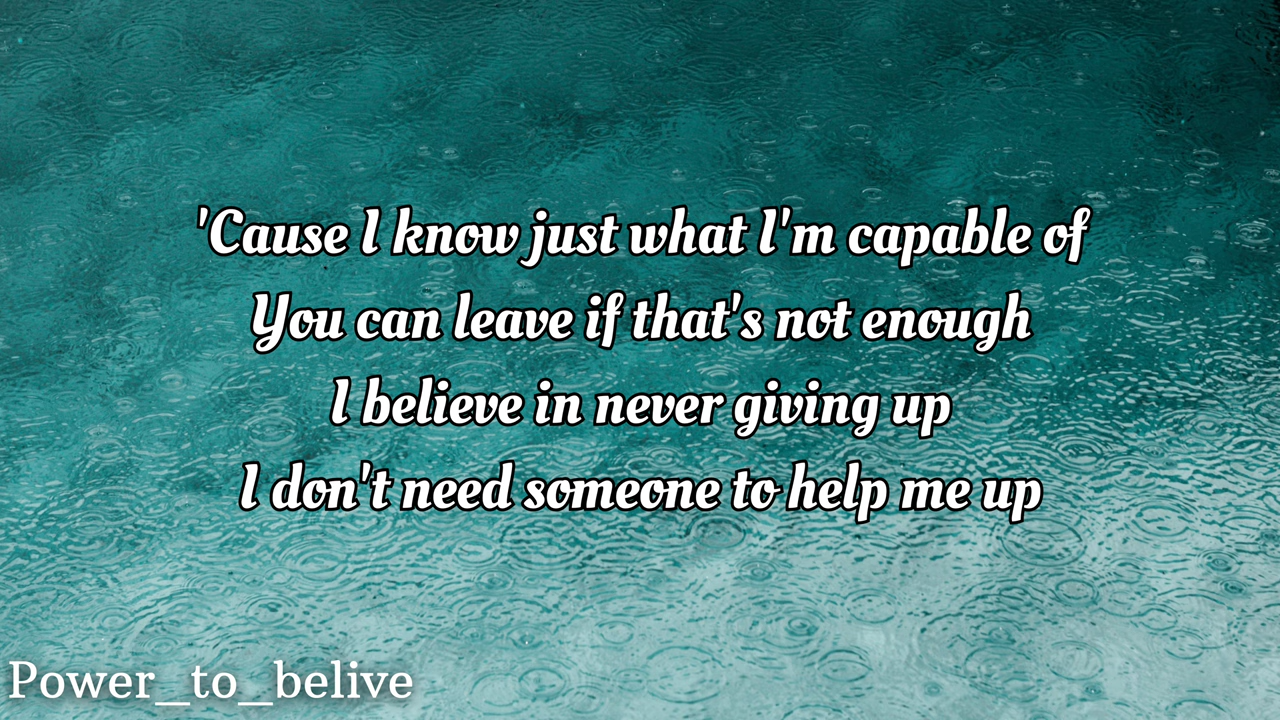 'Cause I know just what I'm capable of
You can leave if that's not enough
I believe in never giving up
I don't need someone to help me up
Power_to_belive